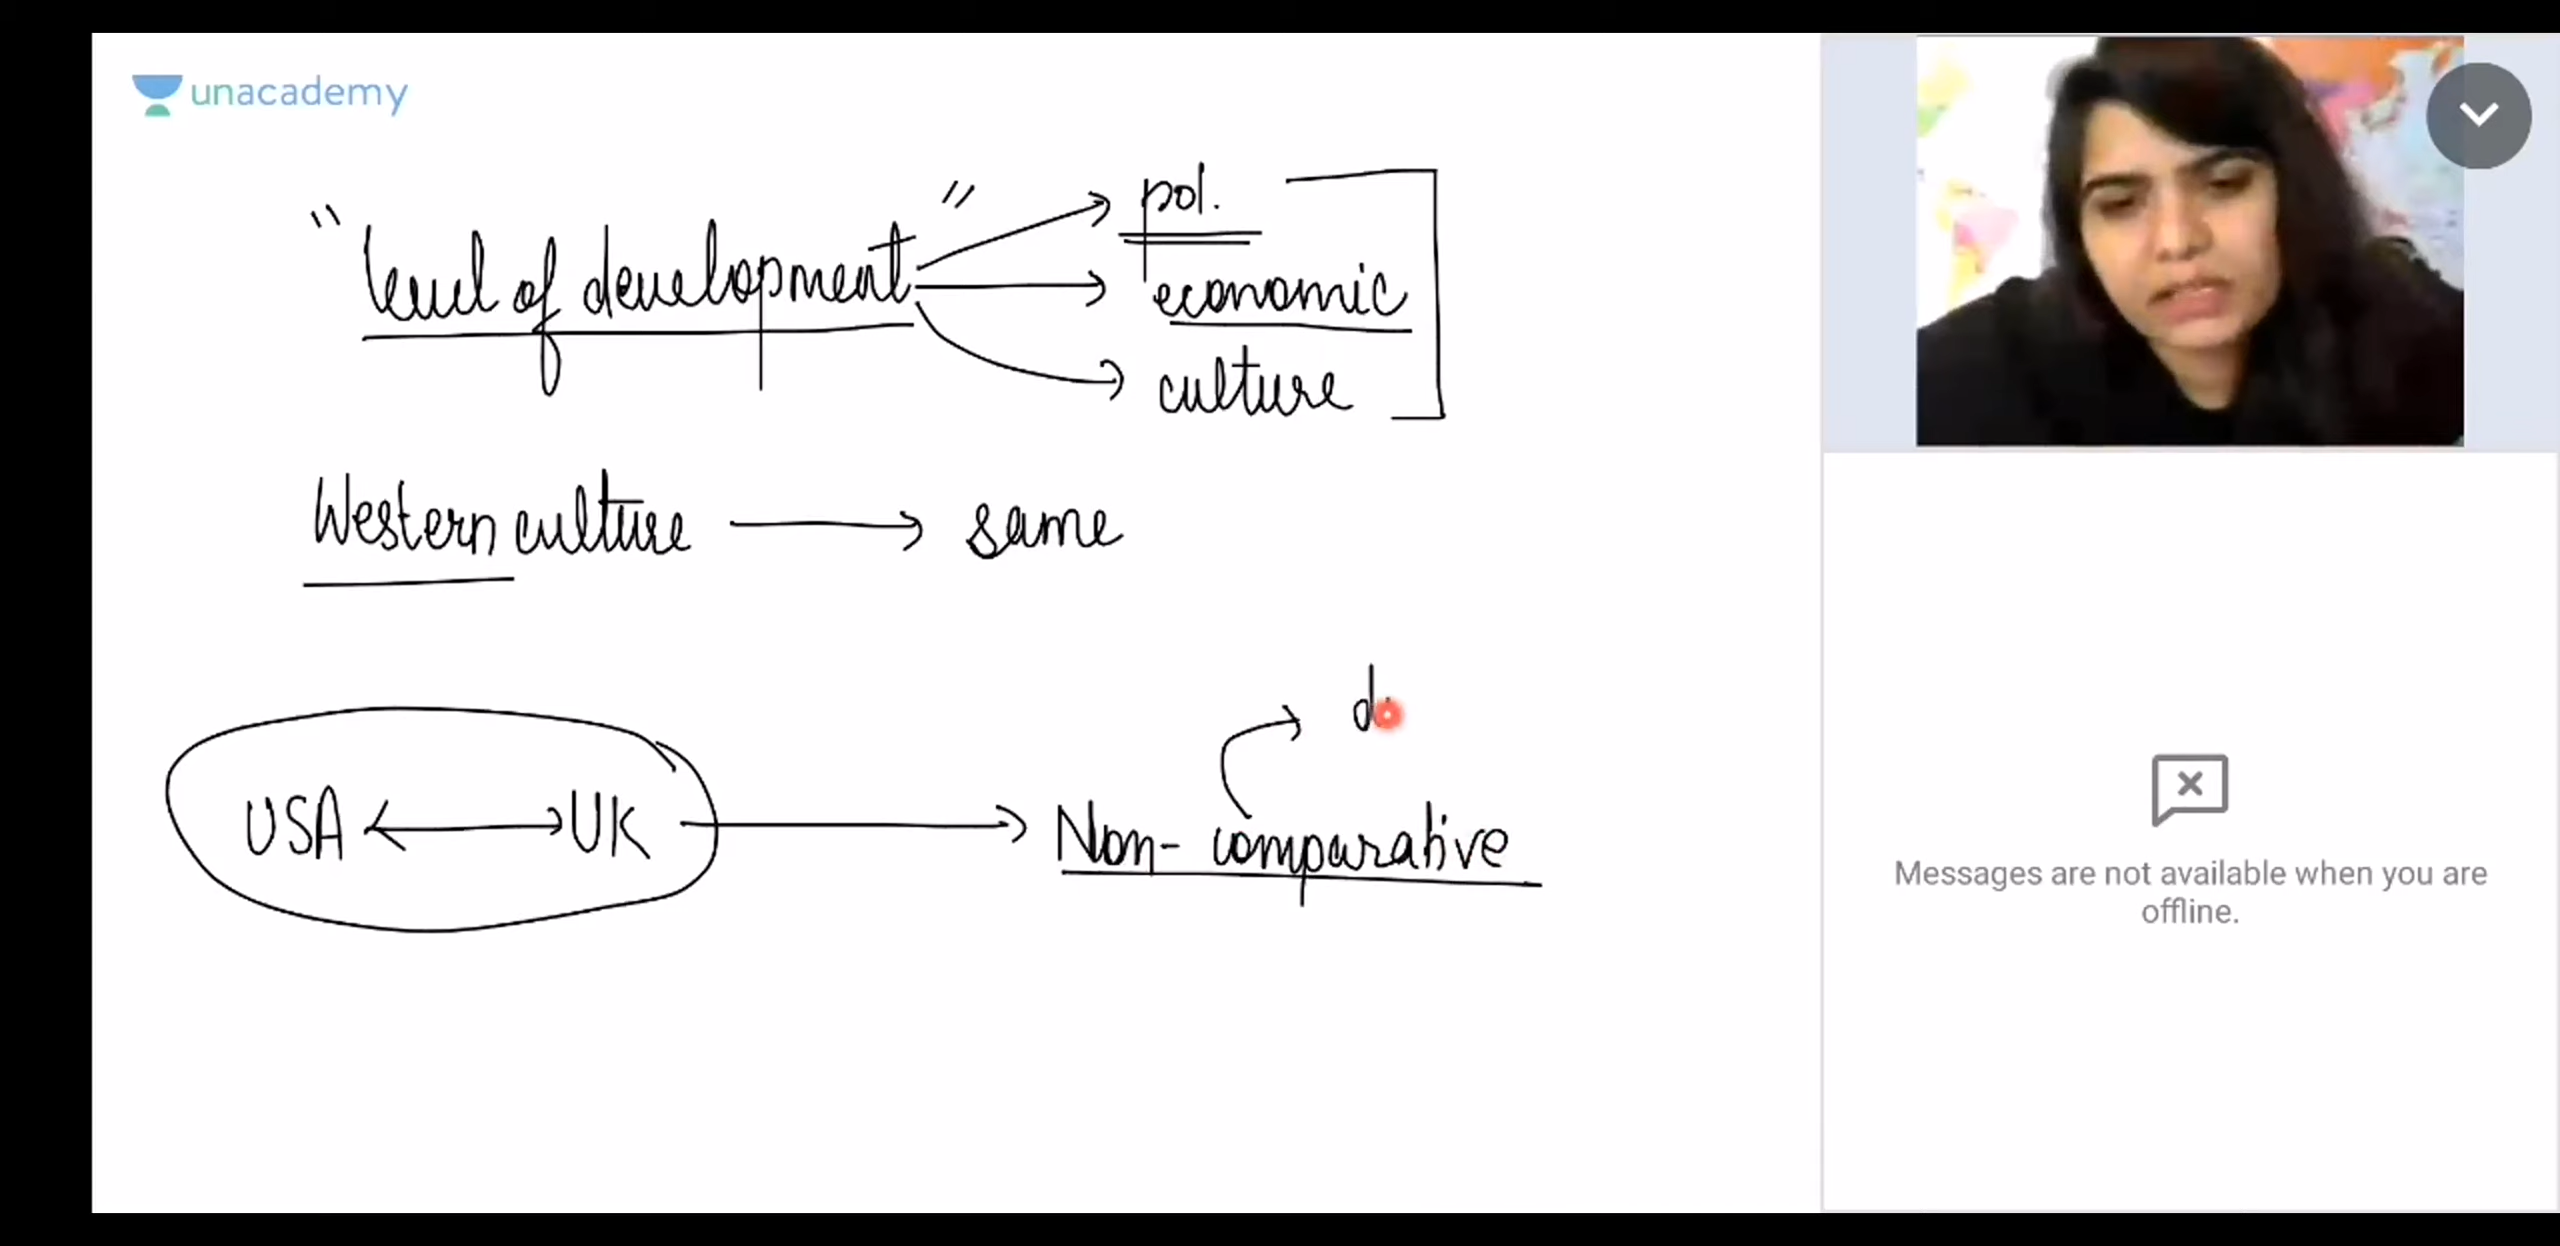 unacademy
"level of development"
pol.
economic
culture
Western culture → same
d
USA ↔ UK → Non-comparative
Messages are not available when you are
offline.